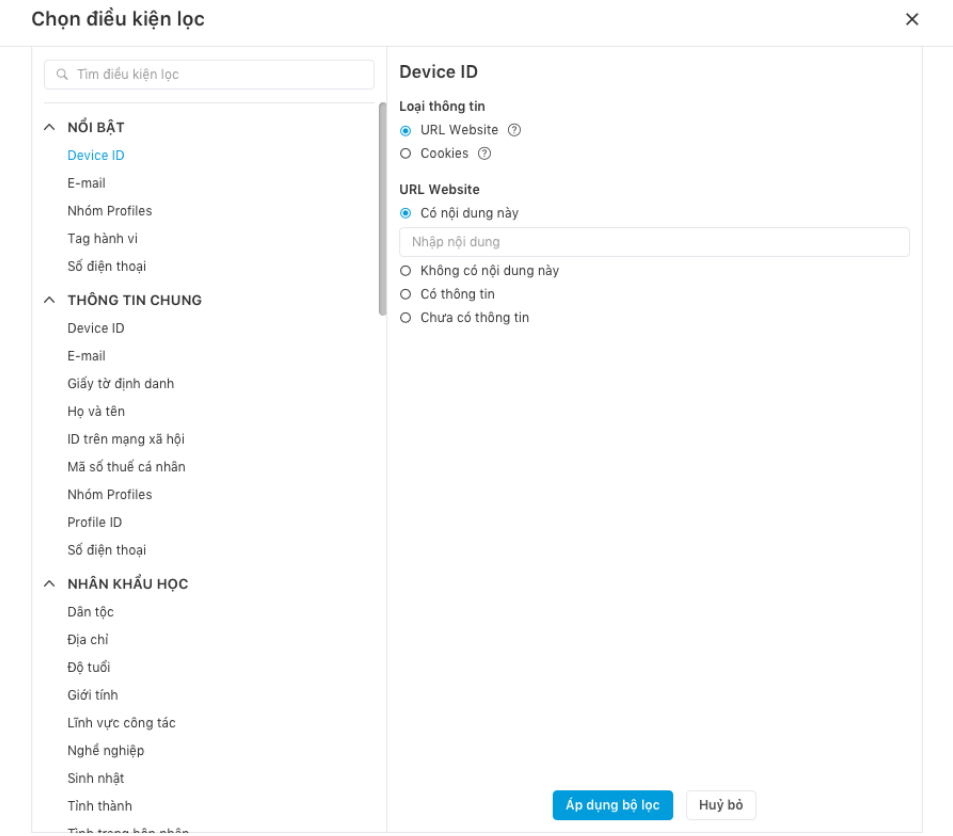 Chọn điều kiện lọc
Tìm điều kiện lọc
NỔI BẬT
Device ID
E-mail
Nhóm Profiles
Tag hành vi
Số điện thoại
THÔNG TIN CHUNG
Device ID
E-mail
Giấy tờ định danh
Họ và tên
ID trên mạng xã hội
Mã số thuế cá nhân
Nhóm Profiles
Profile ID
Số điện thoại
NHÂN KHẨU HỌC
Dân tộc
Địa chỉ
Độ tuổi
Giới tính
Lĩnh vực công tác
Nghề nghiệp
Sinh nhật
Tỉnh thành
Tình trạng hôn nhân
Device ID
Loại thông tin
URL Website
Cookies
URL Website
Có nội dung này
Nhập nội dung
Không có nội dung này
Có thông tin
Chưa có thông tin
Áp dụng bộ lọc
Huỷ bỏ